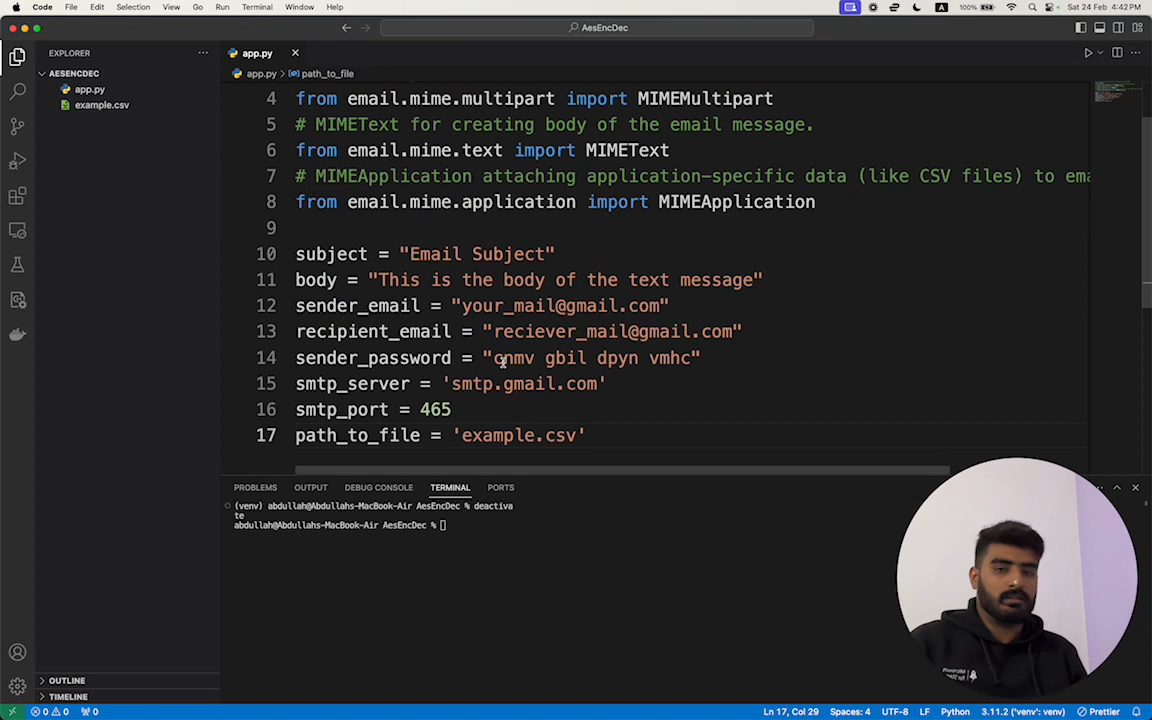 Code File Edit Selection View Go Run Terminal Window Help A 100% Sat 24 Feb 4:42 PM
AesEncDec
EXPLORER
AESENCDEC
app.py
example.csv
OUTLINE
TIMELINE
app.py
app.py > path_to_file
4 from email.mime.multipart import MIMEMultipart
5 # MIMEText for creating body of the email message.
6 from email.mime.text import MIMEText
7 # MIMEApplication attaching application-specific data (like CSV files) to ema
8 from email.mime.application import MIMEApplication
9
10 subject = "Email Subject"
11 body = "This is the body of the text message"
12 sender_email = "your_mail@gmail.com"
13 recipient_email = "reciever_mail@gmail.com"
14 sender_password = "cnmv gbil dpyn vmhc"
15 smtp_server = 'smtp.gmail.com'
16 smtp_port = 465
17 path_to_file = 'example.csv'
PROBLEMS OUTPUT DEBUG CONSOLE TERMINAL PORTS
(venv) abdullah@Abdullahs-MacBook-Air AesEncDec % deactiva
te
abdullah@Abdullahs-MacBook-Air AesEncDec %
0 0 0 Ln 17, Col 29 Spaces: 4 UTF-8 LF Python 3.11.2 ('venv': venv) Prettier